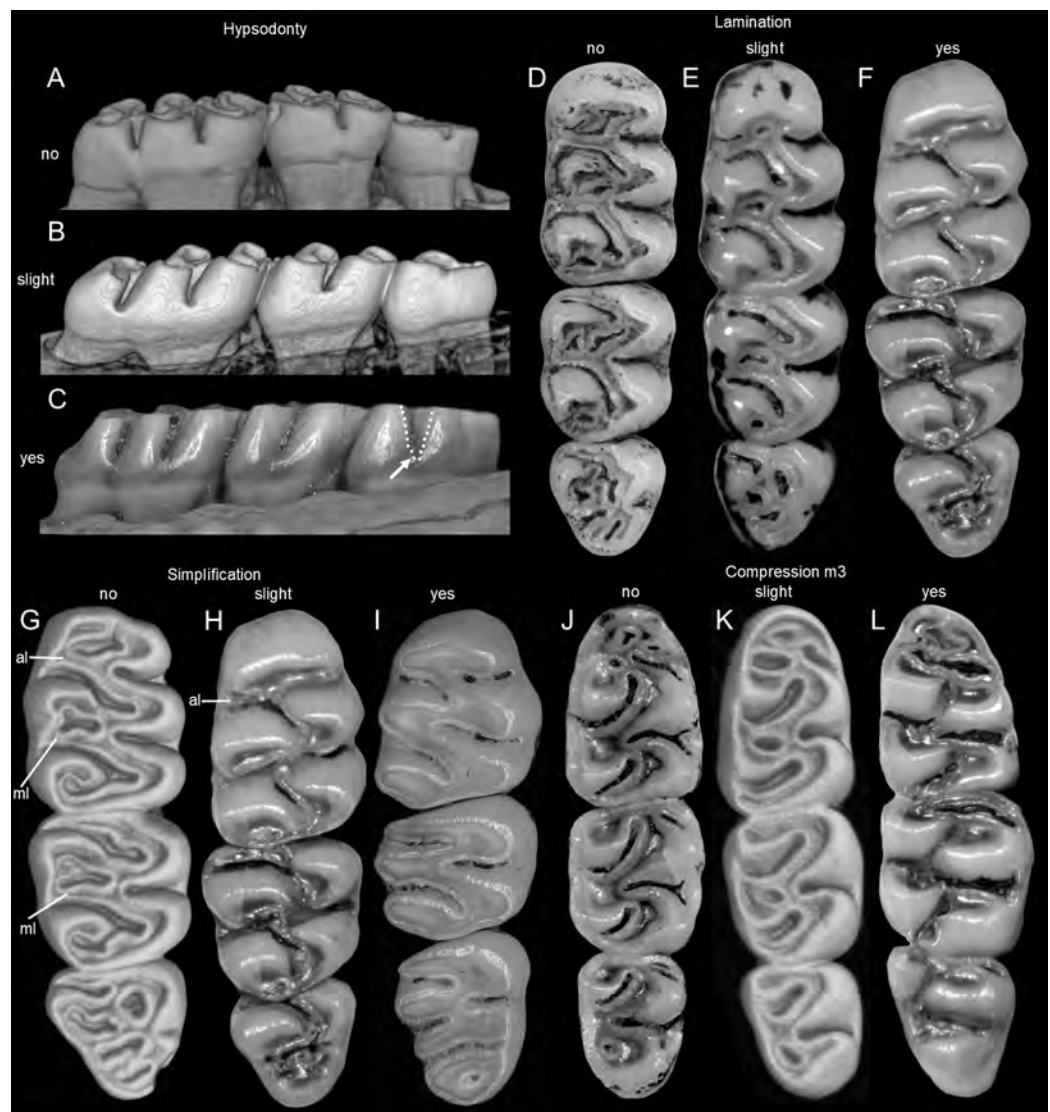 Hypsodonty
A
no
B
slight
C
yes
Lamination
no
slight
yes
D
E
F
Simplification
no
slight
yes
G
H
I
al
ml
ml
al
Compression m3
no
slight
yes
J
K
L